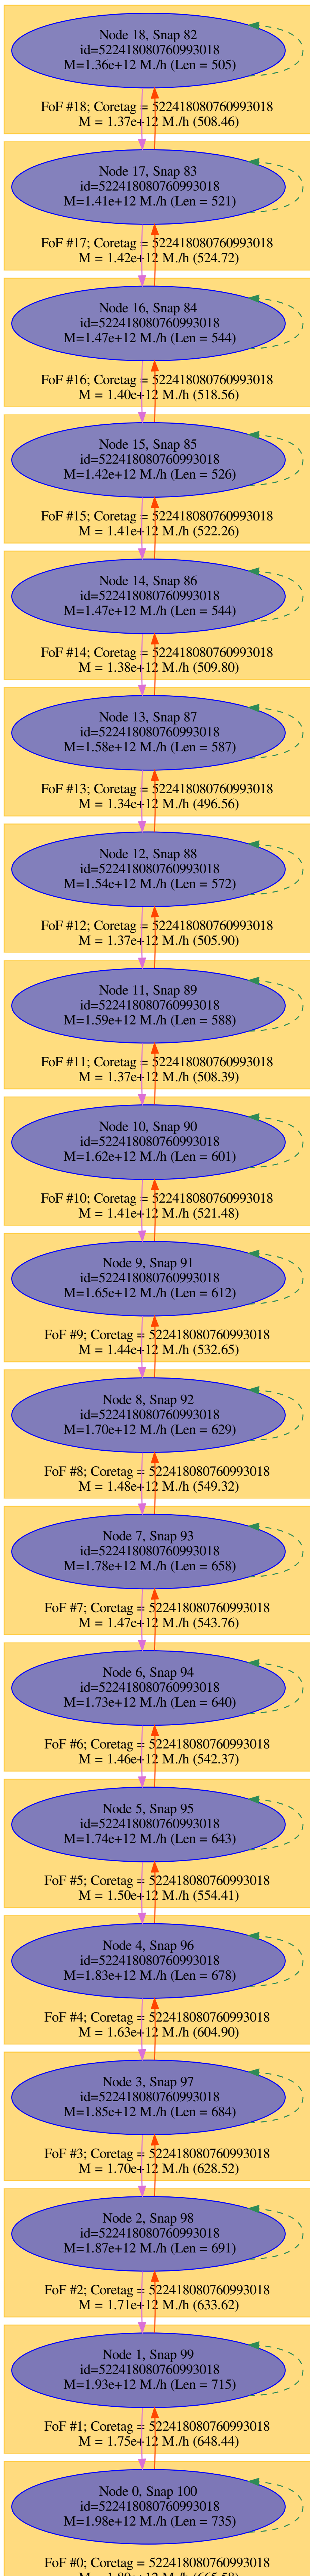 Node 18, Snap 82
id=522418080760993018
M=1.36e+12 M./h (Len = 505)
FoF #18; Coretag = 522418080760993018
M = 1.37e+12 M./h (508.46)
Node 17, Snap 83
id=522418080760993018
M=1.41e+12 M./h (Len = 521)
FoF #17; Coretag = 522418080760993018
M = 1.42e+12 M./h (524.72)
Node 16, Snap 84
id=522418080760993018
M=1.47e+12 M./h (Len = 544)
FoF #16; Coretag = 522418080760993018
M = 1.40e+12 M./h (518.56)
Node 15, Snap 85
id=522418080760993018
M=1.42e+12 M./h (Len = 526)
FoF #15; Coretag = 522418080760993018
M = 1.41e+12 M./h (522.26)
Node 14, Snap 86
id=522418080760993018
M=1.47e+12 M./h (Len = 544)
FoF #14; Coretag = 522418080760993018
M = 1.38e+12 M./h (509.80)
Node 13, Snap 87
id=522418080760993018
M=1.58e+12 M./h (Len = 587)
FoF #13; Coretag = 522418080760993018
M = 1.34e+12 M./h (496.56)
Node 12, Snap 88
id=522418080760993018
M=1.54e+12 M./h (Len = 572)
FoF #12; Coretag = 522418080760993018
M = 1.37e+12 M./h (505.90)
Node 11, Snap 89
id=522418080760993018
M=1.59e+12 M./h (Len = 588)
FoF #11; Coretag = 522418080760993018
M = 1.37e+12 M./h (508.39)
Node 10, Snap 90
id=522418080760993018
M=1.62e+12 M./h (Len = 601)
FoF #10; Coretag = 522418080760993018
M = 1.41e+12 M./h (521.48)
Node 9, Snap 91
id=522418080760993018
M=1.65e+12 M./h (Len = 612)
FoF #9; Coretag = 522418080760993018
M = 1.44e+12 M./h (532.65)
Node 8, Snap 92
id=522418080760993018
M=1.70e+12 M./h (Len = 629)
FoF #8; Coretag = 522418080760993018
M = 1.48e+12 M./h (549.32)
Node 7, Snap 93
id=522418080760993018
M=1.78e+12 M./h (Len = 658)
FoF #7; Coretag = 522418080760993018
M = 1.47e+12 M./h (543.76)
Node 6, Snap 94
id=522418080760993018
M=1.73e+12 M./h (Len = 640)
FoF #6; Coretag = 522418080760993018
M = 1.46e+12 M./h (542.37)
Node 5, Snap 95
id=522418080760993018
M=1.74e+12 M./h (Len = 643)
FoF #5; Coretag = 522418080760993018
M = 1.50e+12 M./h (554.41)
Node 4, Snap 96
id=522418080760993018
M=1.83e+12 M./h (Len = 678)
FoF #4; Coretag = 522418080760993018
M = 1.63e+12 M./h (604.90)
Node 3, Snap 97
id=522418080760993018
M=1.85e+12 M./h (Len = 684)
FoF #3; Coretag = 522418080760993018
M = 1.70e+12 M./h (628.52)
Node 2, Snap 98
id=522418080760993018
M=1.87e+12 M./h (Len = 691)
FoF #2; Coretag = 522418080760993018
M = 1.71e+12 M./h (633.62)
Node 1, Snap 99
id=522418080760993018
M=1.93e+12 M./h (Len = 715)
FoF #1; Coretag = 522418080760993018
M = 1.75e+12 M./h (648.44)
Node 0, Snap 100
id=522418080760993018
M=1.98e+12 M./h (Len = 735)
FoF #0; Coretag = 522418080760993018